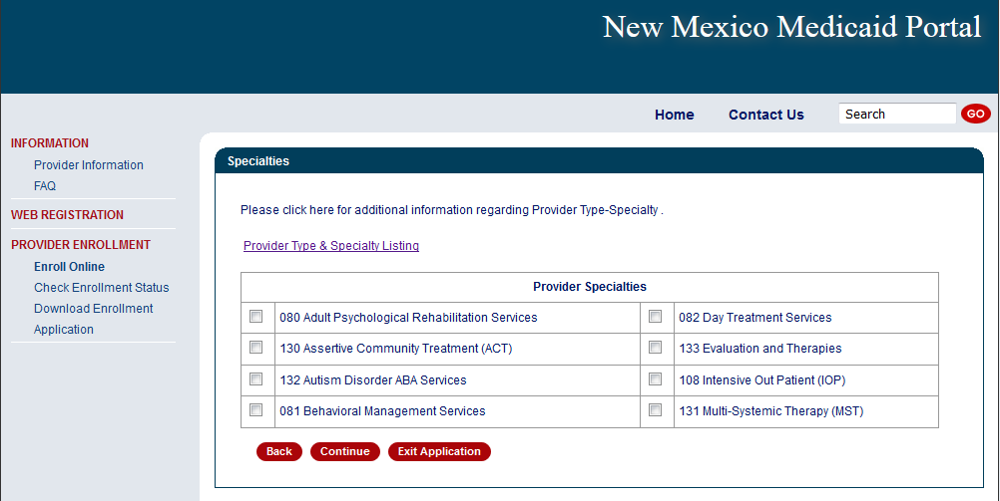 New Mexico Medicaid Portal
Home
Contact Us
Search
GO
INFORMATION
Provider Information
FAQ
WEB REGISTRATION
PROVIDER ENROLLMENT
Enroll Online
Check Enrollment Status
Download Enrollment
Application
Specialties
Please click here for additional information regarding Provider Type-Specialty .
Provider Type & Specialty Listing
Provider Specialties
080 Adult Psychological Rehabilitation Services
082 Day Treatment Services
130 Assertive Community Treatment (ACT)
133 Evaluation and Therapies
132 Autism Disorder ABA Services
108 Intensive Out Patient (IOP)
081 Behavioral Management Services
131 Multi-Systemic Therapy (MST)
Back
Continue
Exit Application